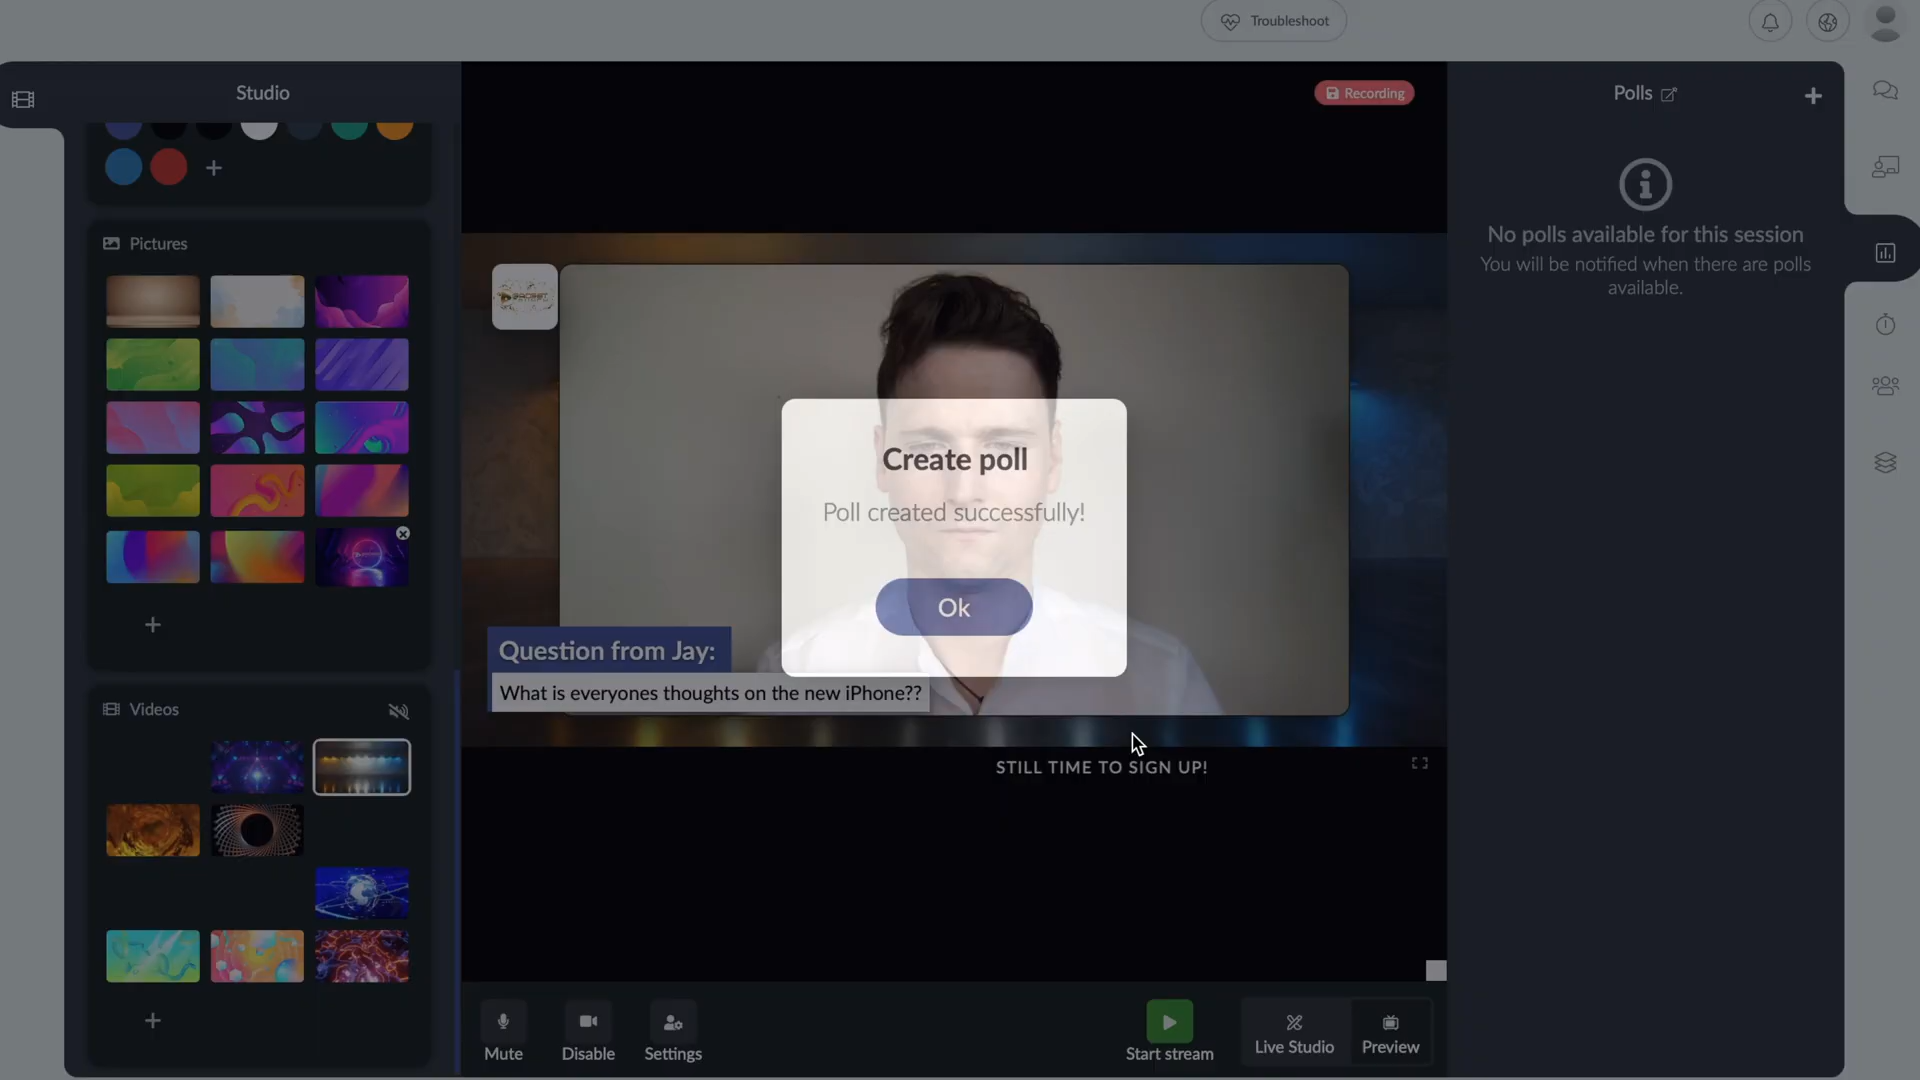 Troubleshoot
Studio
Recording
Polls
Pictures
No polls available for this session
You will be notified when there are polls
available.
Create poll
Poll created successfully!
Ok
Question from Jay:
What is everyones thoughts on the new iPhone??
Videos
STILL TIME TO SIGN UP!
Mute
Disable
Settings
Start stream
Live Studio
Preview